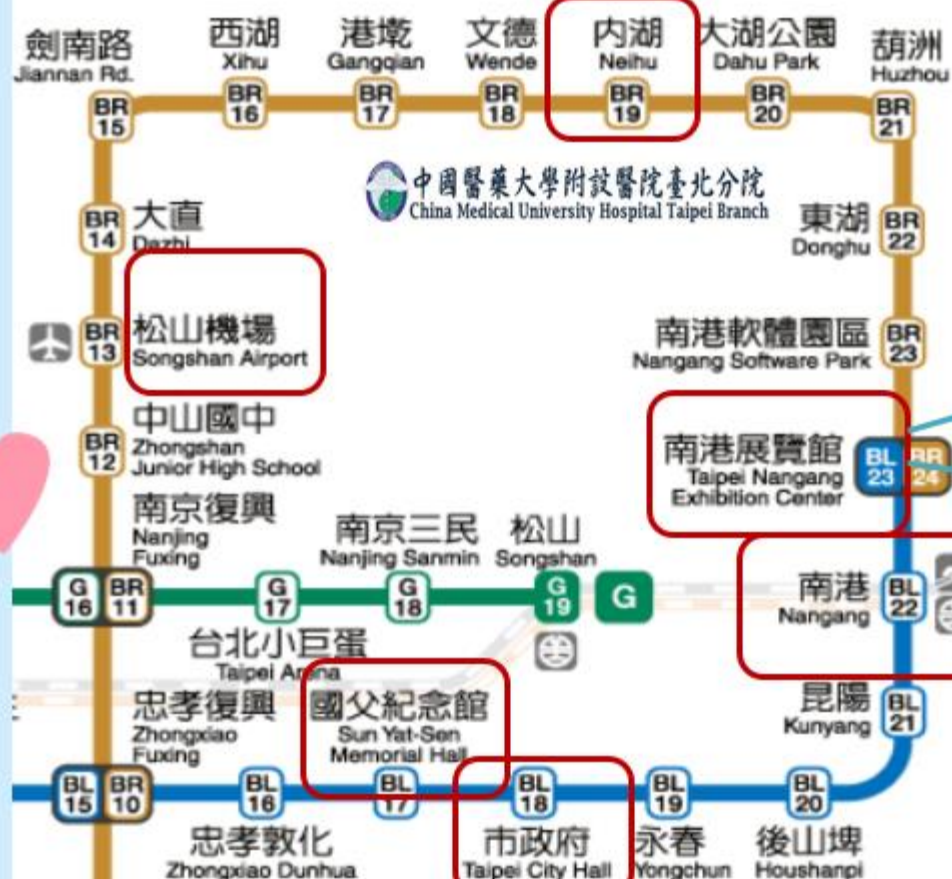 劍南路
Jiannan Rd.
BR
15
西湖
Xihu
BR
16
港墘
Gangqian
BR
17
文德
Wende
BR
18
內湖
Neihu
BR
19
大湖公園
Dahu Park
BR
20
葫洲
Huzhou
BR
21
中國醫藥大學附設醫院臺北分院
China Medical University Hospital Taipei Branch
BR
14
大直
Dazhi
東湖
Donghu
BR
22
BR
13
松山機場
Songshan Airport
南港軟體園區
Nangang Software Park
BR
23
BR
12
中山國中
Zhongshan
Junior High School
南港展覽館
Taipei Nangang
Exhibition Center
BL
23
BR
24
南京復興
Nanjing
Fuxing
G
16
BR
11
南京三民
Nanjing Sanmin
松山
Songshan
G
17
G
18
G
19
G
台北小巨蛋
Taipei Arena
南港
Nangang
BL
22
忠孝復興
Zhongxiao
Fuxing
國父紀念館
Sun Yat-Sen
Memorial Hall
昆陽
Kunyang
BL
21
BL
15
BR
10
BL
16
BL
17
BL
18
BL
19
BL
20
忠孝敦化
Zhongxiao Dunhua
市政府
Taipei City Hall
永春
Yongchun
後山埤
Houshanpi